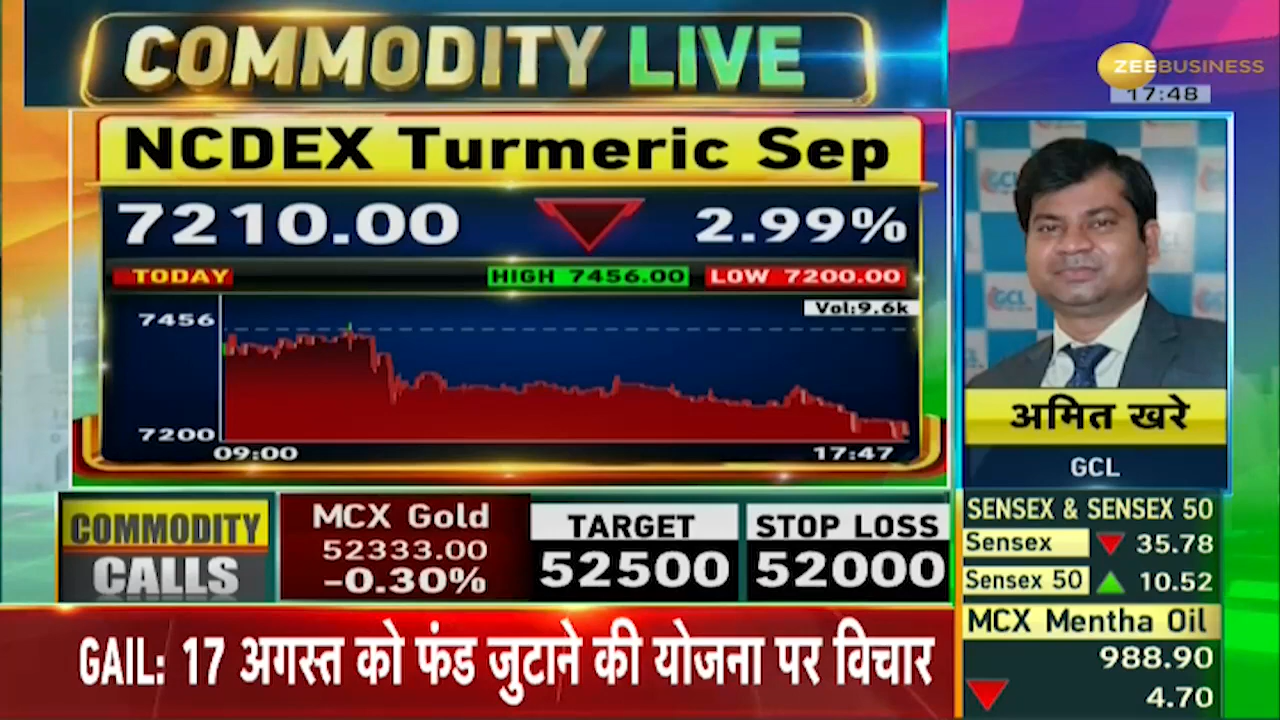 COMMODITY LIVE
ZEEBUSINESS
17:48
NCDEX Turmeric Sep
7210.00 2.99%
TODAY HIGH 7456.00 LOW 7200.00
Vol:9.6k
7456
7200
09:00 17:47
GCL
GCL
अमित खरे
GCL
COMMODITY CALLS
MCX Gold
52333.00
-0.30%
TARGET
52500
STOP LOSS
52000
SENSEX & SENSEX 50
Sensex 35.78
Sensex 50 10.52
MCX Mentha Oil
988.90
4.70
GAIL: 17 अगस्त को फंड जुटाने की योजना पर विचार